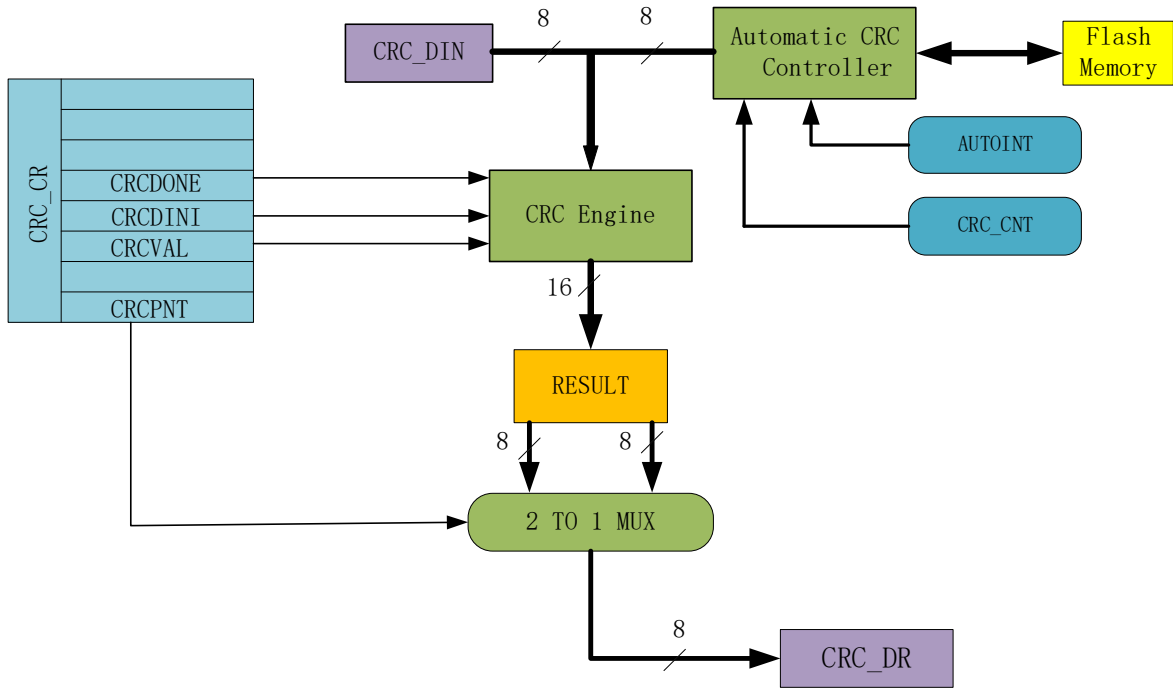 8
8
CRC_DIN
Automatic CRC
Controller
Flash
Memory
CRC_CR
CRCDONE
CRCDINI
CRCVAL
CRCPNT
CRC Engine
AUTOINT
CRC_CNT
16
RESULT
8
8
2 TO 1 MUX
8
CRC_DR